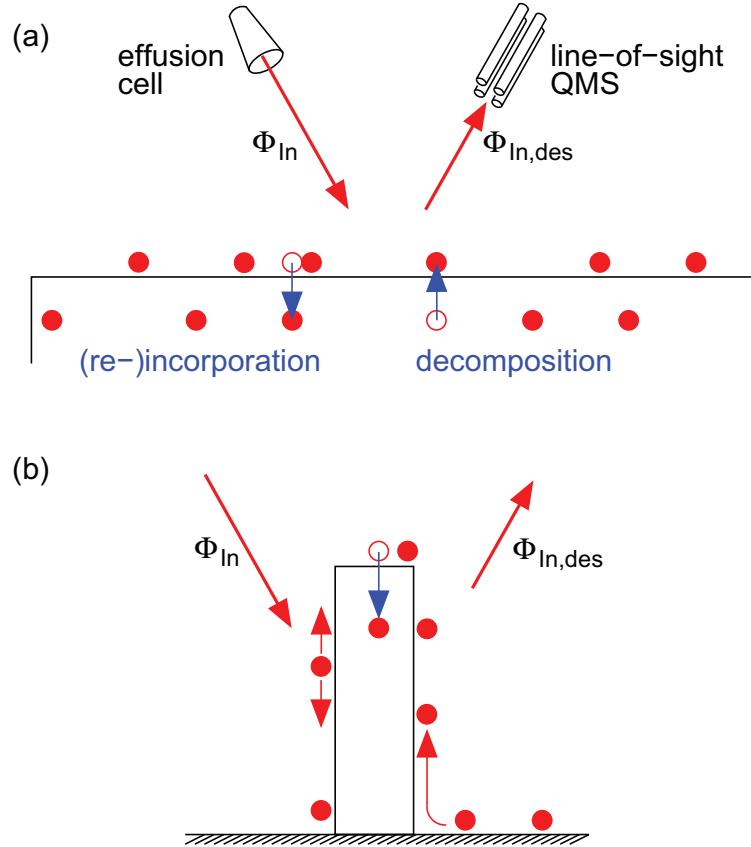 (a)
effusion
cell
line−of−sight
QMS
Φ_In
Φ_In,des
(re−)incorporation
decomposition
(b)
Φ_In
Φ_In,des